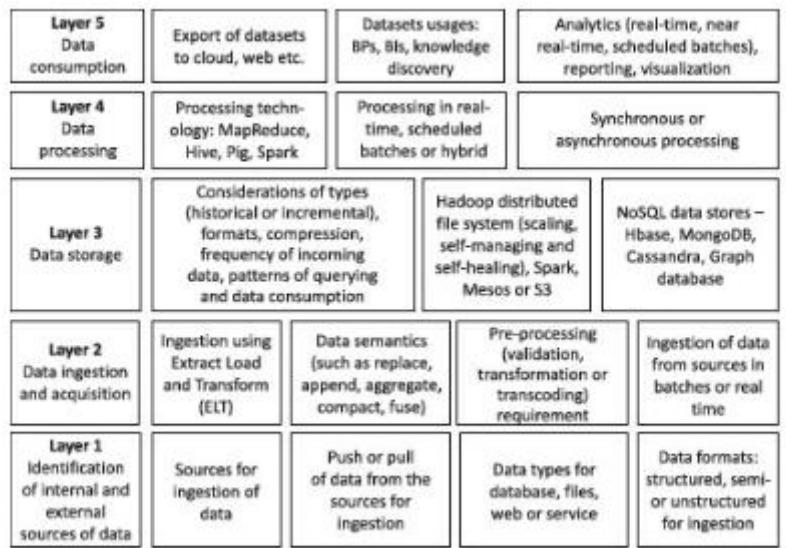 Layer 5
Data
consumption
Export of datasets
to cloud, web etc.
Datasets usages:
BPs, BIs, knowledge
discovery
Analytics (real-time, near
real-time, scheduled batches),
reporting, visualization
Layer 4
Data
processing
Processing techn-
ology: MapReduce,
Hive, Pig, Spark
Processing in real-
time, scheduled
batches or hybrid
Synchronous or
asynchronous processing
Layer 3
Data storage
Considerations of types
(historical or incremental),
formats, compression,
frequency of incoming
data, patterns of querying
and data consumption
Hadoop distributed
file system (scaling,
self-managing and
self-healing), Spark,
Mesos or S3
NoSQL data stores –
Hbase, MongoDB,
Cassandra, Graph
database
Layer 2
Data ingestion
and acquisition
Ingestion using
Extract Load
and Transform
(ELT)
Data semantics
(such as replace,
append, aggregate,
compact, fuse)
Pre-processing
(validation,
transformation or
transcoding)
requirement
Ingestion of data
from sources in
batches or real
time
Layer 1
Identification
of internal and
external
sources of data
Sources for
ingestion of
data
Push or pull
of data from the
sources for
ingestion
Data types for
database, files,
web or service
Data formats:
structured, semi-
or unstructured
for ingestion